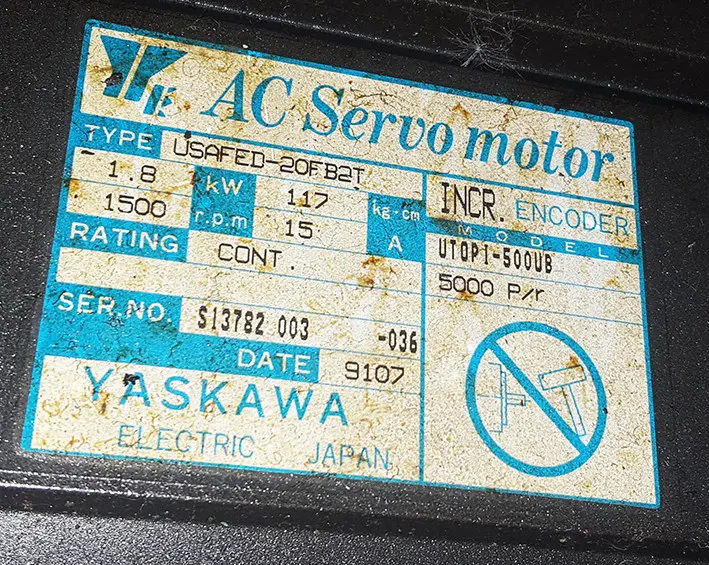 AC Servo motor
TYPE USAFED-20FB2T
1.8 kW 117 kg·cm
1500 r.p.m 15 A
RATING CONT.
SER.NO. S13782 003 -036
DATE 9107
YASKAWA
ELECTRIC JAPAN
INCR. ENCODER
MODEL
UTOPI-500UB
5000 P/r